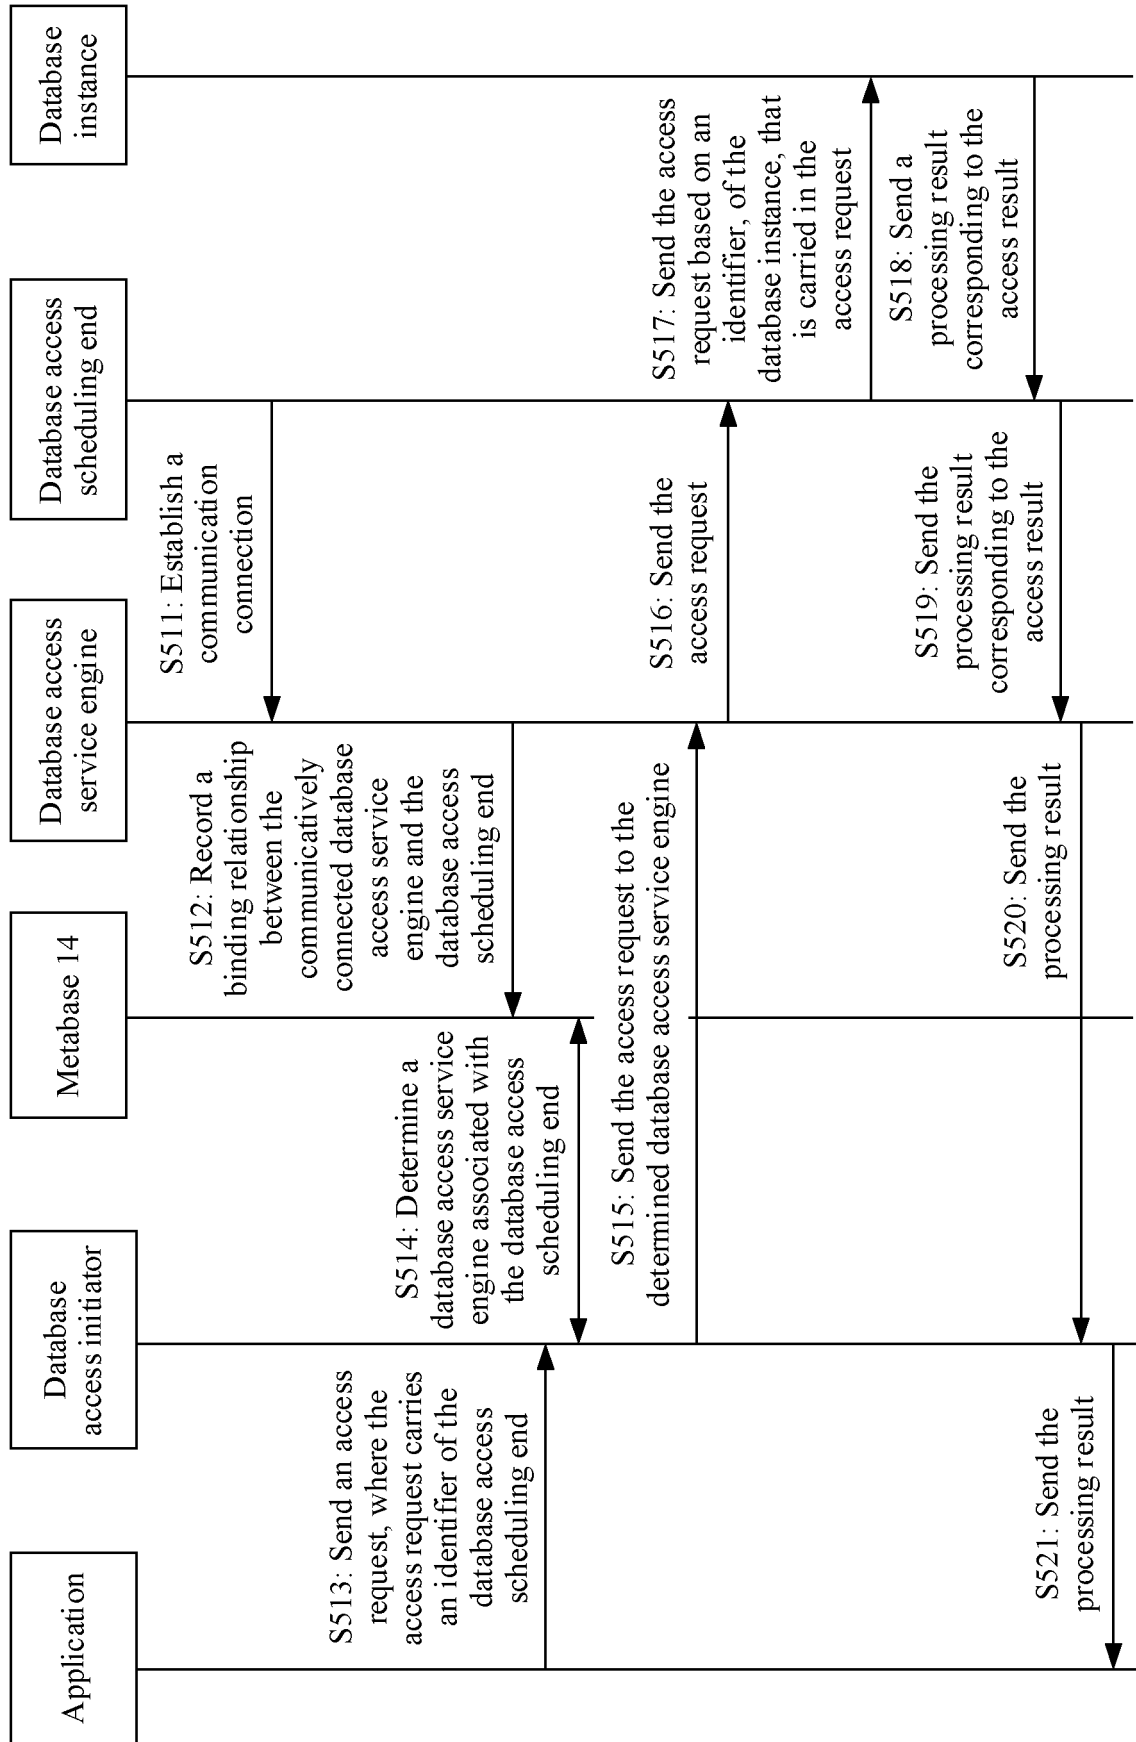 Application
Database
access initiator
Metabase 14
Database access
service engine
Database access
scheduling end
Database
instance
S511: Establish a
communication
connection
S512: Record a
binding relationship
between the
communicatively
connected database
access service
engine and the
database access
scheduling end
S513: Send an access
request, where the
access request carries
an identifier of the
database access
scheduling end
S514: Determine a
database access service
engine associated with
the database access
scheduling end
S515: Send the access request to the
determined database access service engine
S516: Send the
access request
S517: Send the access
request based on an
identifier, of the
database instance, that
is carried in the
access request
S518: Send a
processing result
corresponding to the
access result
S519: Send the
processing result
corresponding to the
access result
S520: Send the
processing result
S521: Send the
processing result